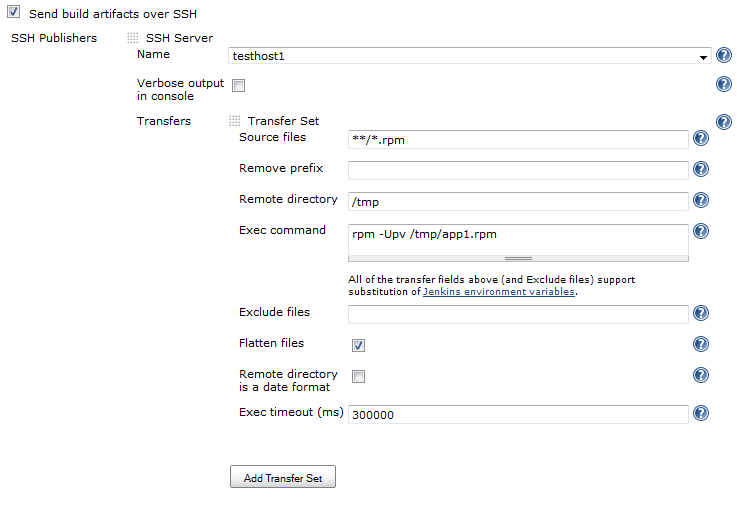 Send build artifacts over SSH
SSH Publishers
SSH Server
Name
testhost1
Verbose output
in console
Transfers
Transfer Set
Source files
**/*.rpm
Remove prefix
Remote directory
/tmp
Exec command
rpm -Upv /tmp/app1.rpm
All of the transfer fields above (and Exclude files) support
substitution of Jenkins environment variables.
Exclude files
Flatten files
Remote directory
is a date format
Exec timeout (ms)
300000
Add Transfer Set